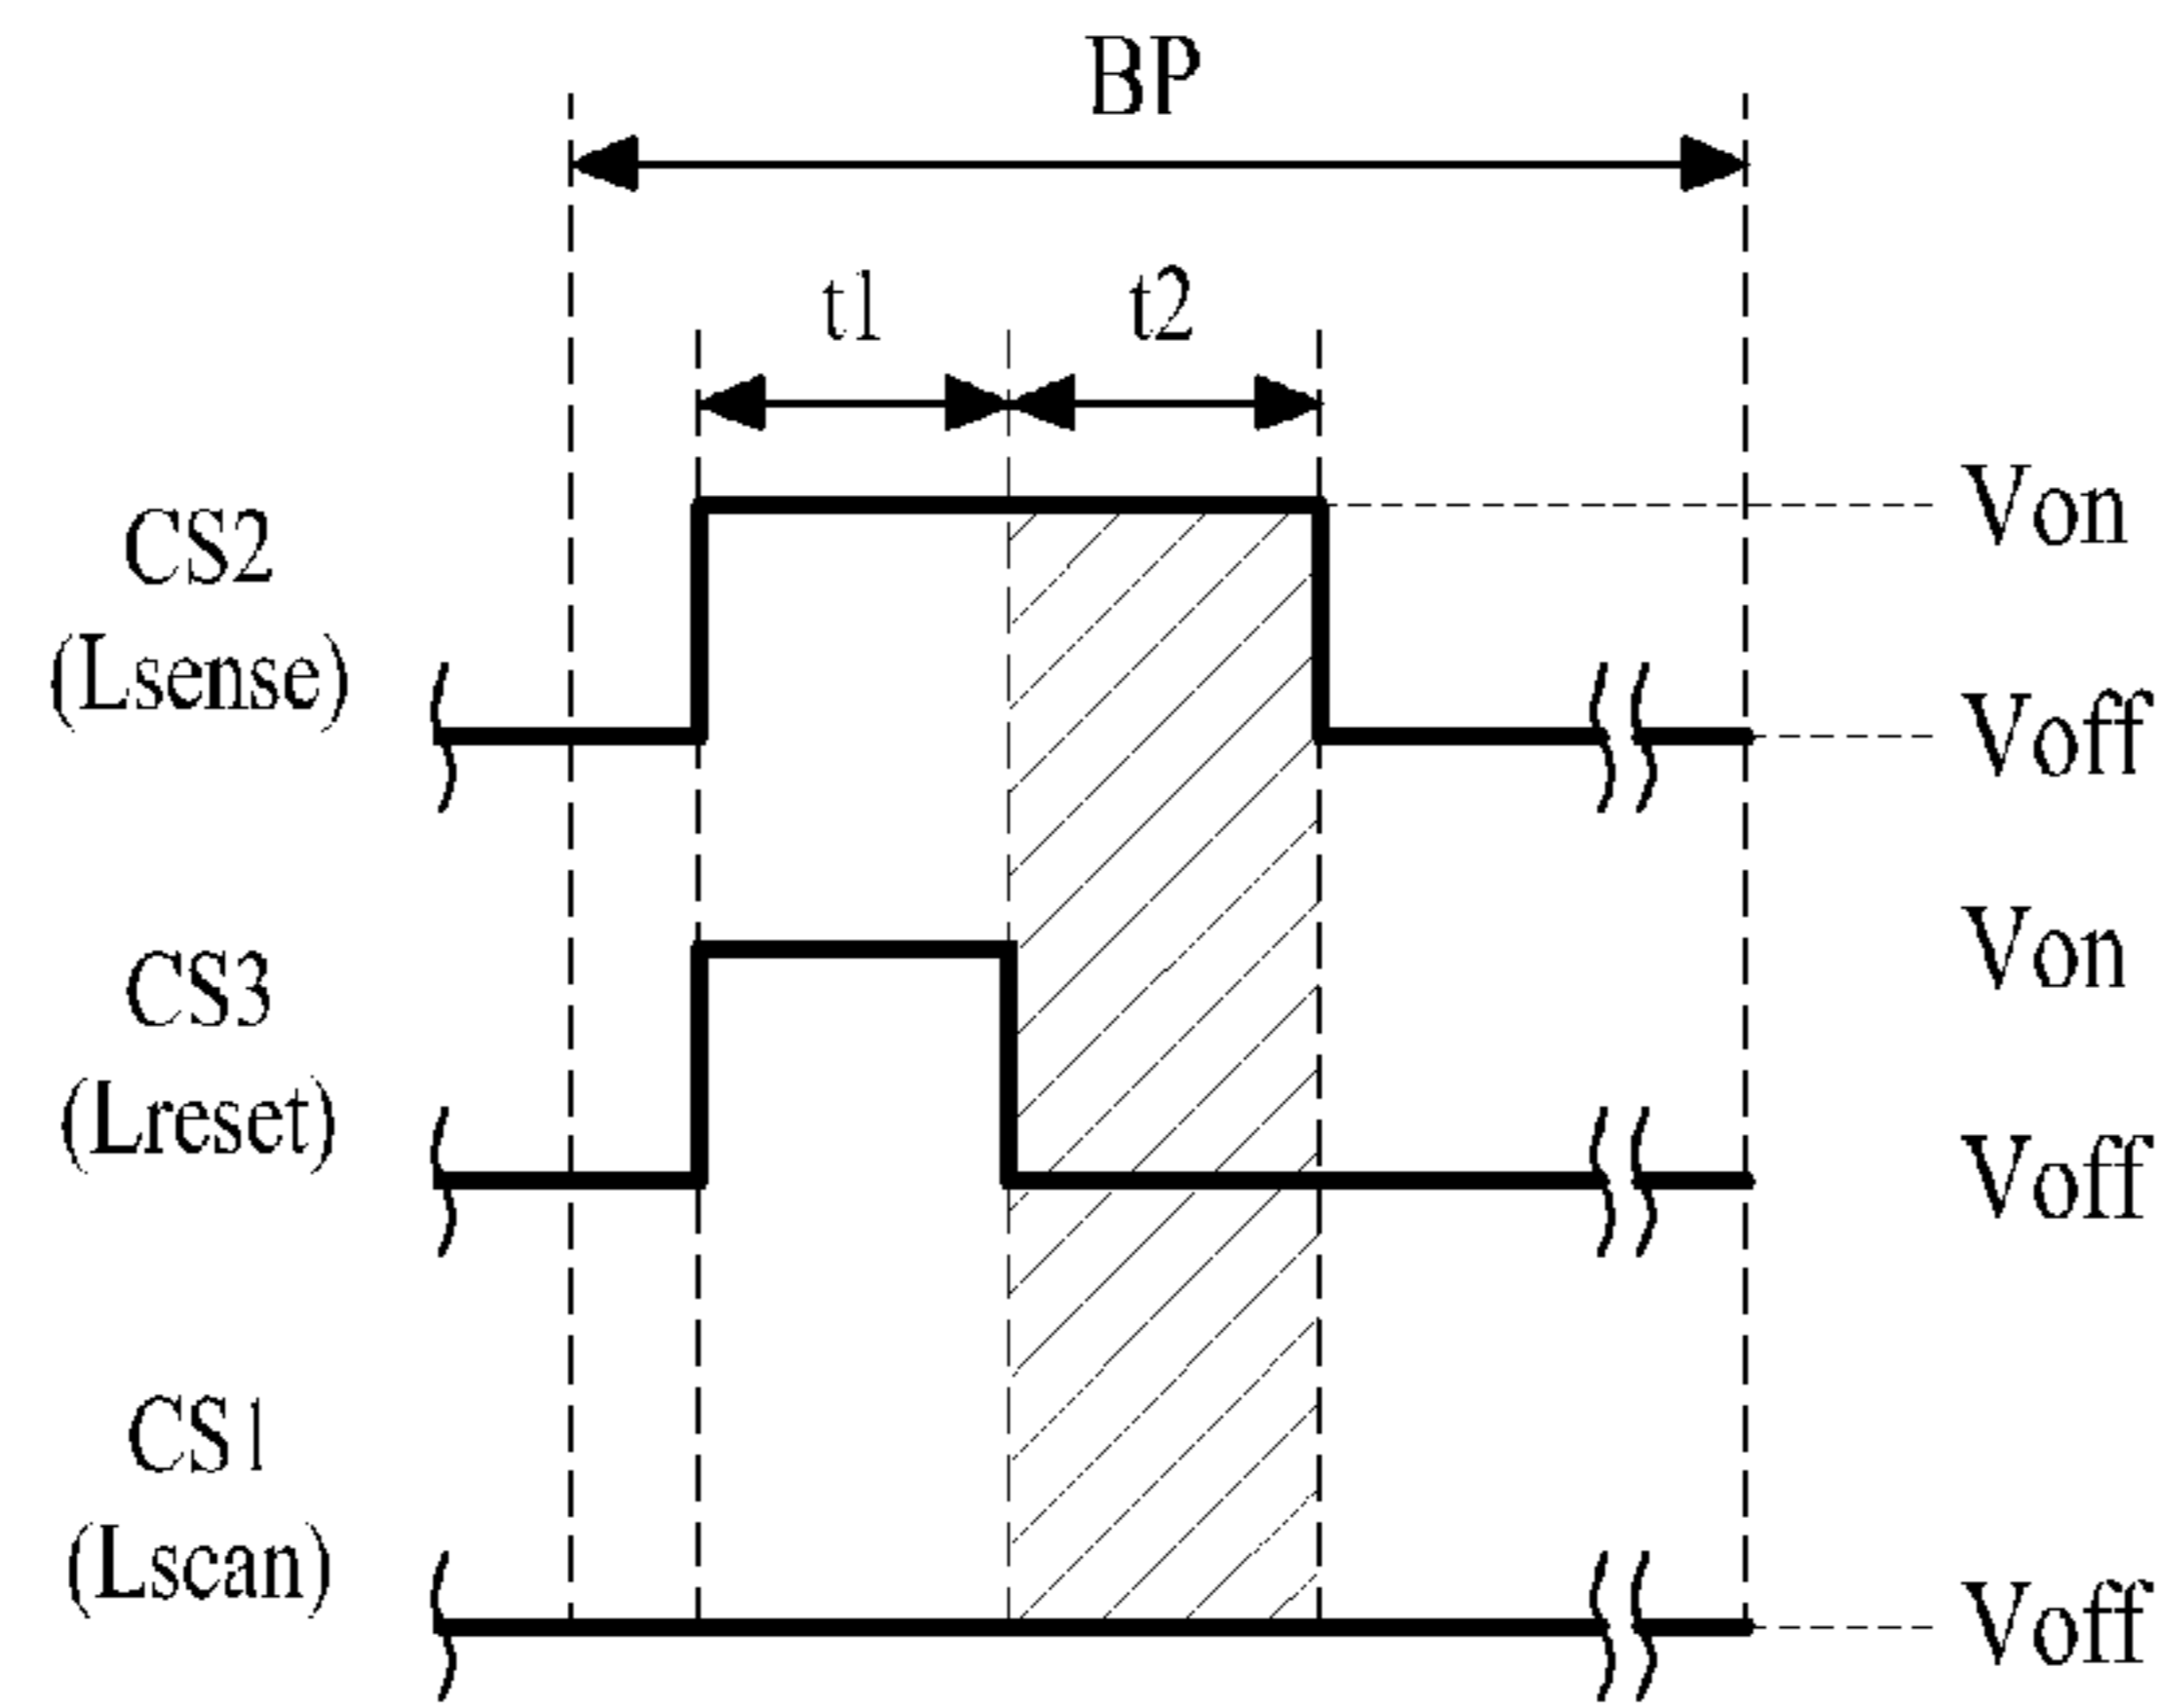 BP
t1
t2
CS2
(Lsense)
Von
Voff
CS3
(Lreset)
Von
Voff
CS1
(Lscan)
Voff